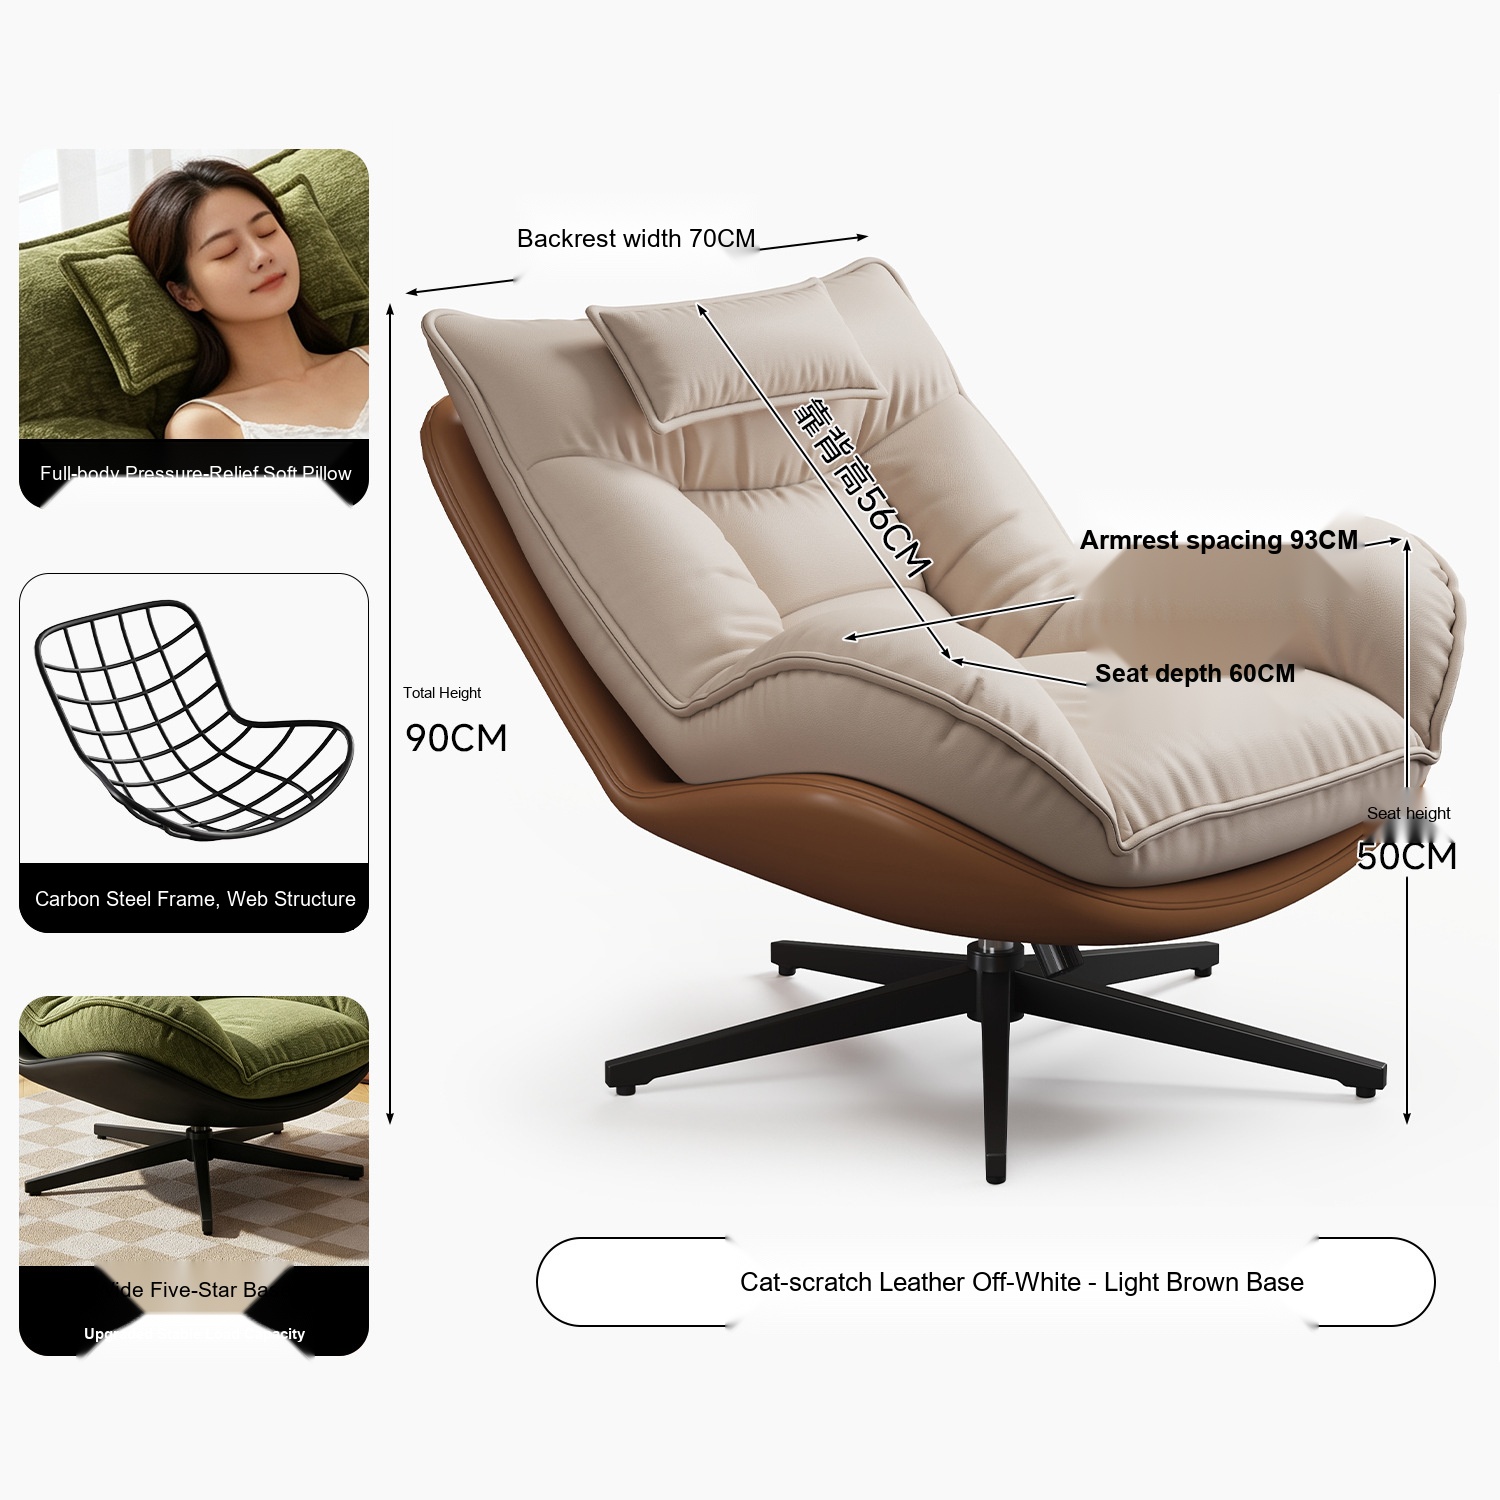 Backrest width 70CM
Full-body Pressure-Relief Soft Pillow
靠背高56CM
Armrest spacing 93CM
Seat depth 60CM
Total Height
90CM
Seat height
50CM
Carbon Steel Frame, Web Structure
Five-Star
Cat-scratch Leather Off-White - Light Brown Base